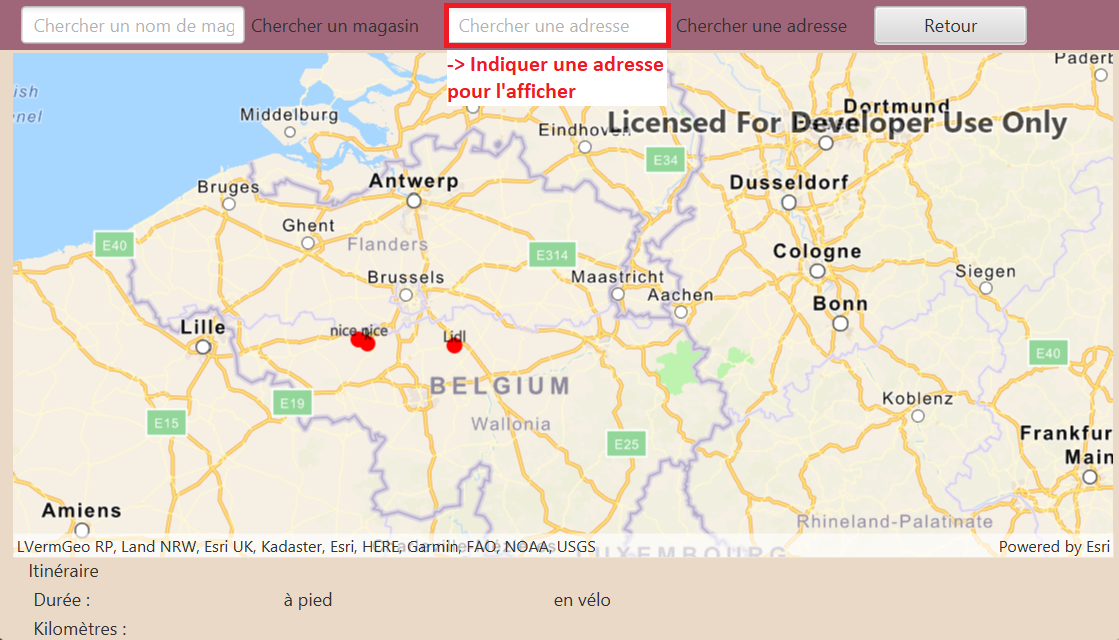 Chercher un nom de mag
Chercher un magasin
Chercher une adresse
Chercher une adresse
Retour
-> Indiquer une adresse
pour l'afficher
Paderb
Middelburg
Dortmund
Eindhoven
Licensed For Developer Use Only
E34
Antwerp
Bruges
Dusseldorf
Ghent
Flanders
E40
E314
Cologne
Brussels
Maastricht
Aachen
Siegen
Bonn
Lille
nice nice
Lidl
E40
BELGIUM
E19
Wallonia
E15
Koblenz
E25
Frankfur
Main
Amiens
Rhineland-Palatinate
LVermGeo RP, Land NRW, Esri UK, Kadaster, Esri, HERE, Garmin, FAO, NOAA, USGS
LUXEMBOURG
Powered by Esri
Itinéraire
Durée :
à pied
en vélo
Kilomètres :